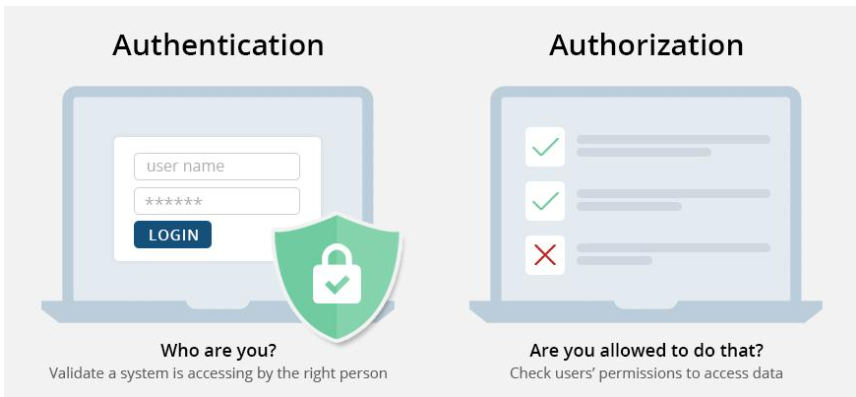 Authentication
user name
******
LOGIN
Who are you?
Validate a system is accessing by the right person
Authorization
Are you allowed to do that?
Check users’ permissions to access data